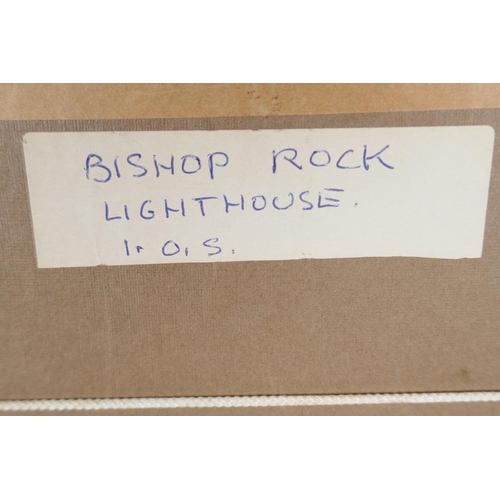 BISHOP ROCK
LIGHTHOUSE.
I. O. S.